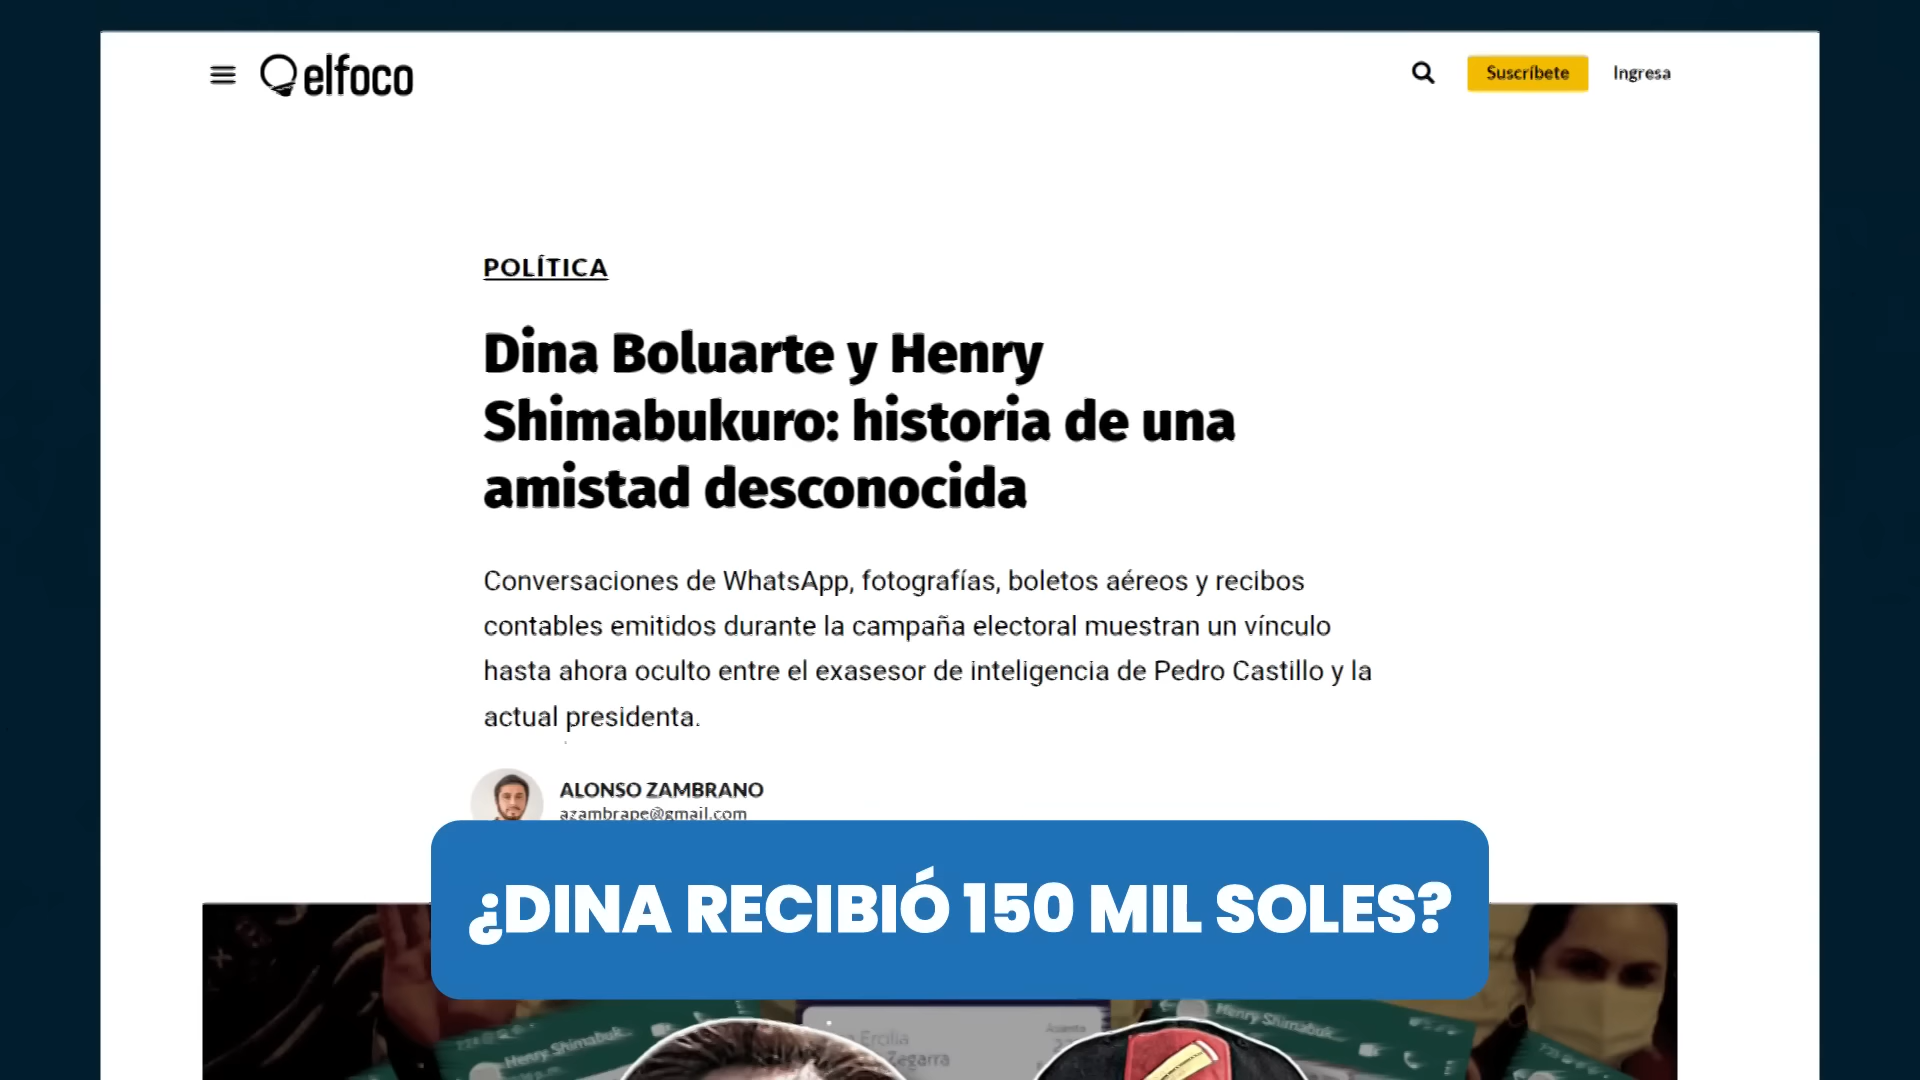 elfoco
Suscríbete
Ingresa
POLÍTICA
Dina Boluarte y Henry
Shimabukuro: historia de una
amistad desconocida
Conversaciones de WhatsApp, fotografías, boletos aéreos y recibos
contables emitidos durante la campaña electoral muestran un vínculo
hasta ahora oculto entre el exasesor de inteligencia de Pedro Castillo y la
actual presidenta.
ALONSO ZAMBRANO
azambrape@gmail.com
¿DINA RECIBIÓ 150 MIL SOLES?
Henry Shimabuk..
Ercilia
Zegarra
Henry Shimabuk..